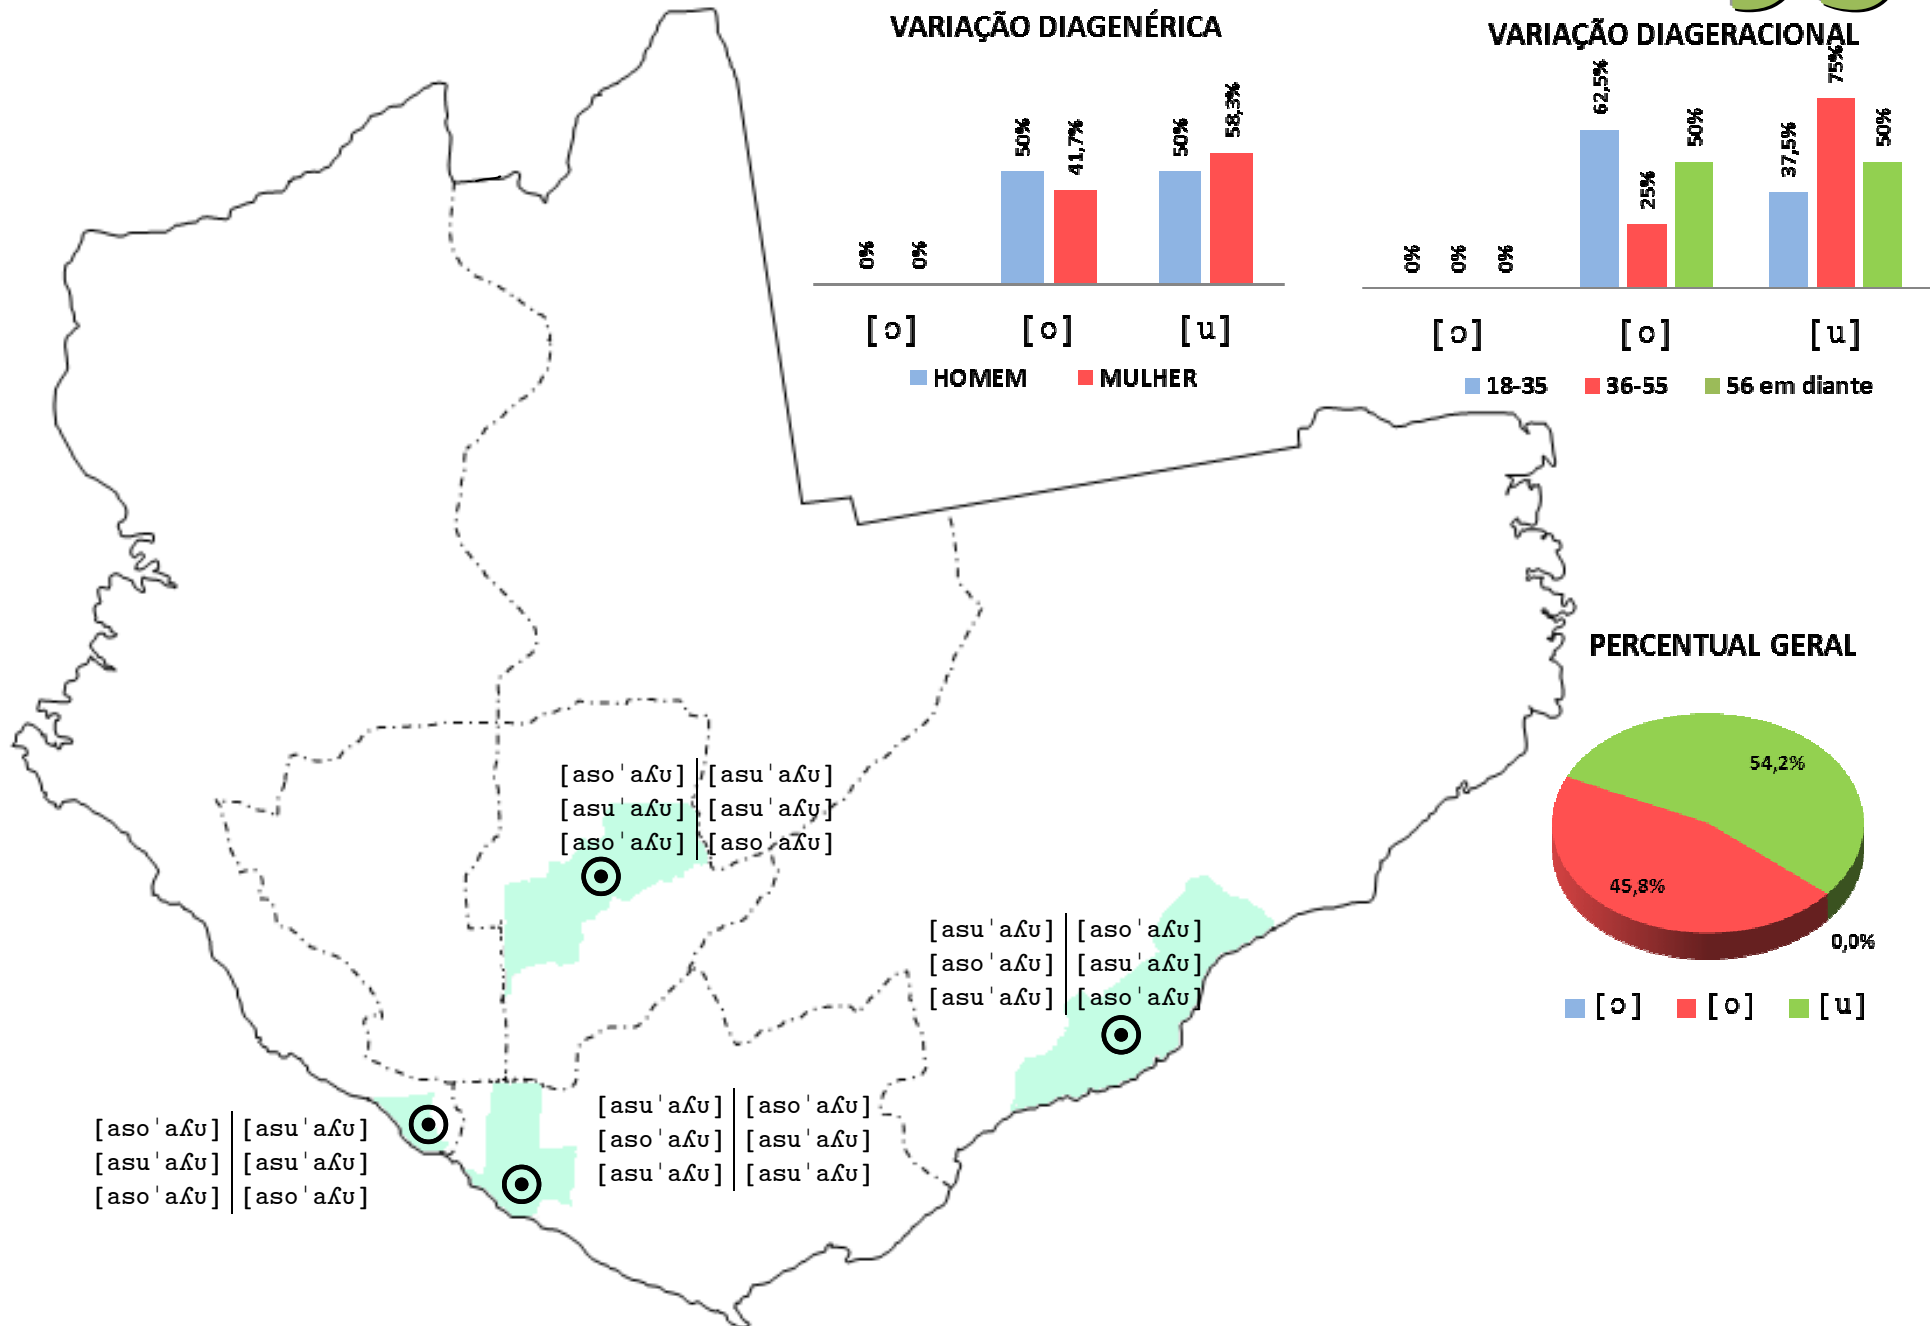 VARIAÇÃO DIAGENÉRICA
0% 0% 50% 41,7% 50% 58,3%
[ɔ] [o] [u]
HOMEM MULHER
VARIAÇÃO DIAGERACIONAL
0% 0% 0% 62,5% 25% 50% 37,5% 75% 50%
[ɔ] [o] [u]
18-35 36-55 56 em diante
PERCENTUAL GERAL
54,2%
45,8%
0,0%
[ɔ] [o] [u]
[asoˈaʎʊ] [asuˈaʎʊ]
[asuˈaʎʊ] [asuˈaʎʊ]
[asoˈaʎʊ] [asoˈaʎʊ]
[asuˈaʎʊ] [asoˈaʎʊ]
[asoˈaʎʊ] [asuˈaʎʊ]
[asuˈaʎʊ] [asoˈaʎʊ]
[asuˈaʎʊ] [asoˈaʎʊ]
[asoˈaʎʊ] [asuˈaʎʊ]
[asuˈaʎʊ] [asuˈaʎʊ]
[asoˈaʎʊ] [asuˈaʎʊ]
[asuˈaʎʊ] [asuˈaʎʊ]
[asoˈaʎʊ] [asoˈaʎʊ]